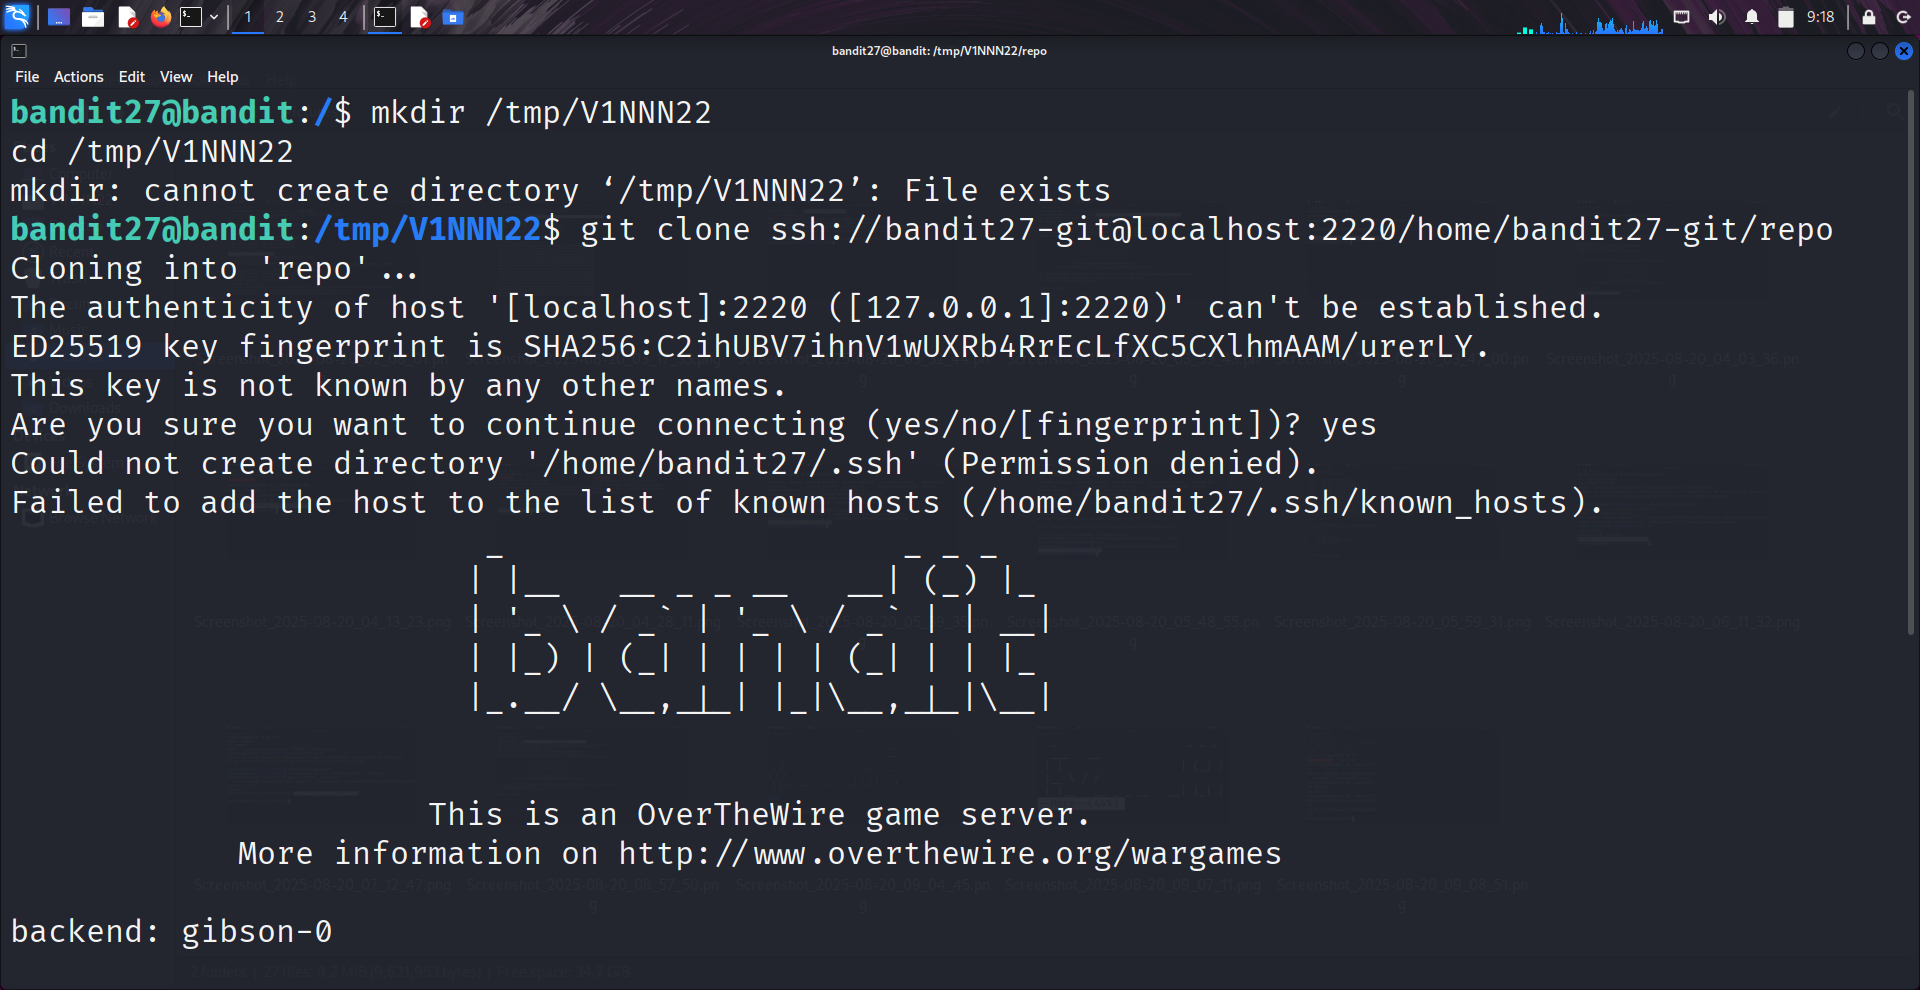 1 2 3 4 9:18
bandit27@bandit: /tmp/V1NNN22/repo
File Actions Edit View Help
bandit27@bandit:/$ mkdir /tmp/V1NNN22
cd /tmp/V1NNN22
mkdir: cannot create directory ‘/tmp/V1NNN22’: File exists
bandit27@bandit:/tmp/V1NNN22$ git clone ssh://bandit27-git@localhost:2220/home/bandit27-git/repo
Cloning into 'repo'...
The authenticity of host '[localhost]:2220 ([127.0.0.1]:2220)' can't be established.
ED25519 key fingerprint is SHA256:C2ihUBV7ihnV1wUXRb4RrEcLfXC5CXlhmAAM/urerLY.
This key is not known by any other names.
Are you sure you want to continue connecting (yes/no/[fingerprint])? yes
Could not create directory '/home/bandit27/.ssh' (Permission denied).
Failed to add the host to the list of known hosts (/home/bandit27/.ssh/known_hosts).
bandit
This is an OverTheWire game server.
More information on http://www.overthewire.org/wargames
backend: gibson-0